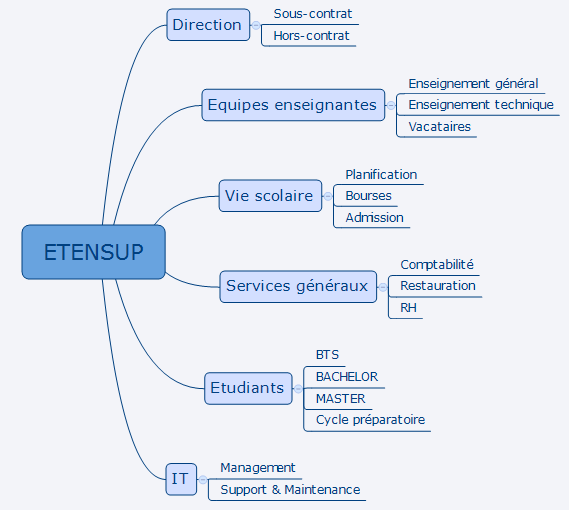 Direction
Sous-contrat
Hors-contrat
Equipes enseignantes
Enseignement général
Enseignement technique
Vacataires
Vie scolaire
Planification
Bourses
Admission
ETENSUP
Services généraux
Comptabilité
Restauration
RH
Etudiants
BTS
BACHELOR
MASTER
Cycle préparatoire
IT
Management
Support & Maintenance